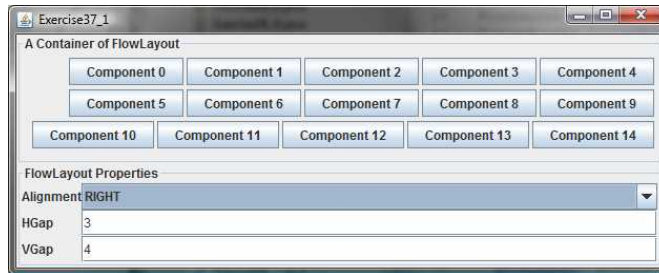 Exercise37_1
A Container of FlowLayout
Component 0 Component 1 Component 2 Component 3 Component 4
Component 5 Component 6 Component 7 Component 8 Component 9
Component 10 Component 11 Component 12 Component 13 Component 14
FlowLayout Properties
Alignment RIGHT
HGap 3
VGap 4